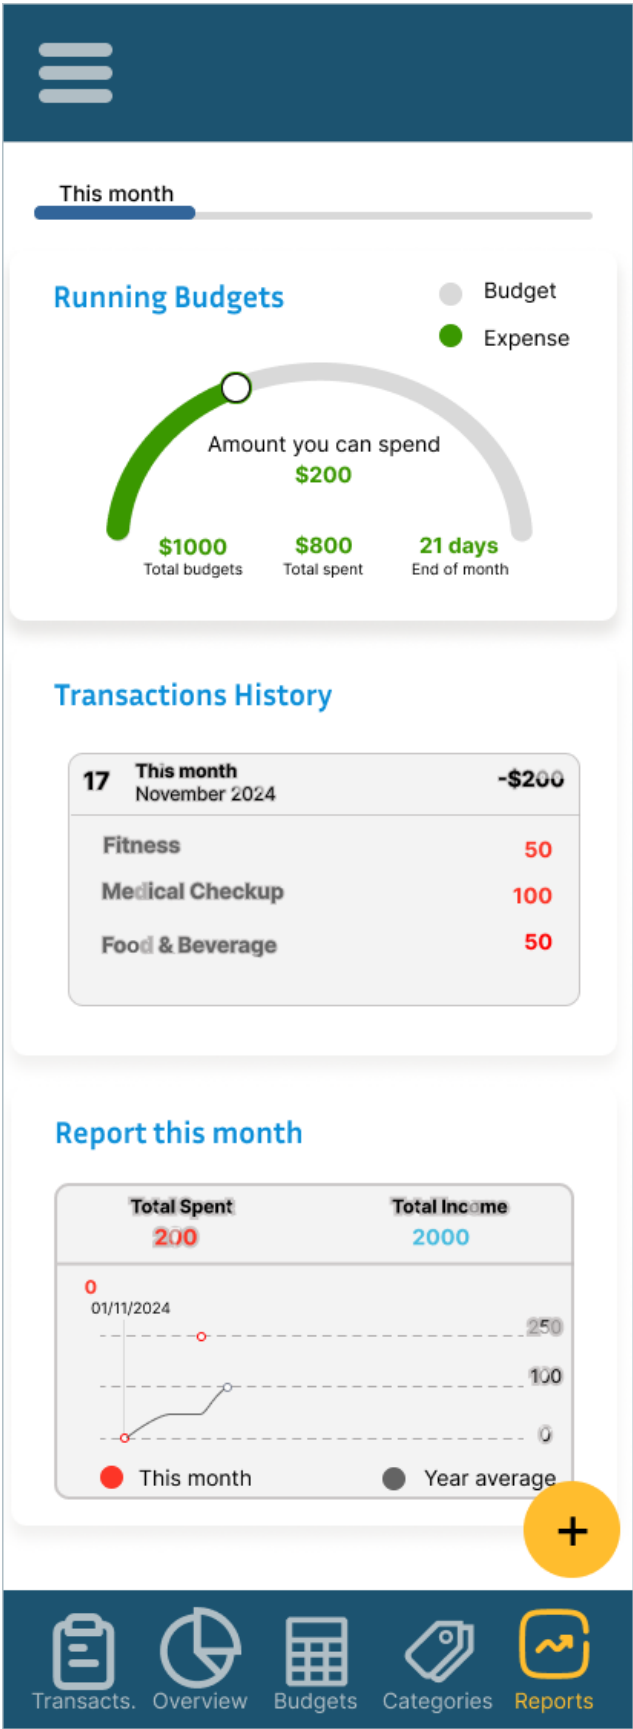 This month
Running Budgets
Budget
Expense
Amount you can spend
$200
$1000
Total budgets
$800
Total spent
21 days
End of month
Transactions History
17
This month
November 2024
-$200
Fitness
50
Medical Checkup
100
Food & Beverage
50
Report this month
Total Spent
200
Total Income
2000
0
01/11/2024
250
100
0
This month
Year average
+
Transacts.
Overview
Budgets
Categories
Reports